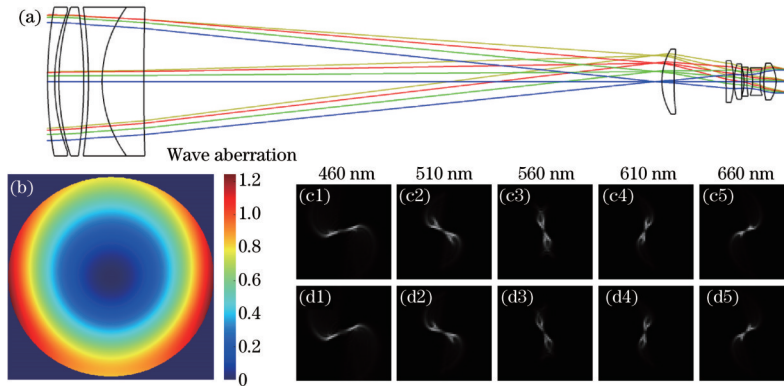 (a)
Wave aberration
(b)
1.2
1.0
0.8
0.6
0.4
0.2
0
460 nm 510 nm 560 nm 610 nm 660 nm
(c1) (c2) (c3) (c4) (c5)
(d1) (d2) (d3) (d4) (d5)